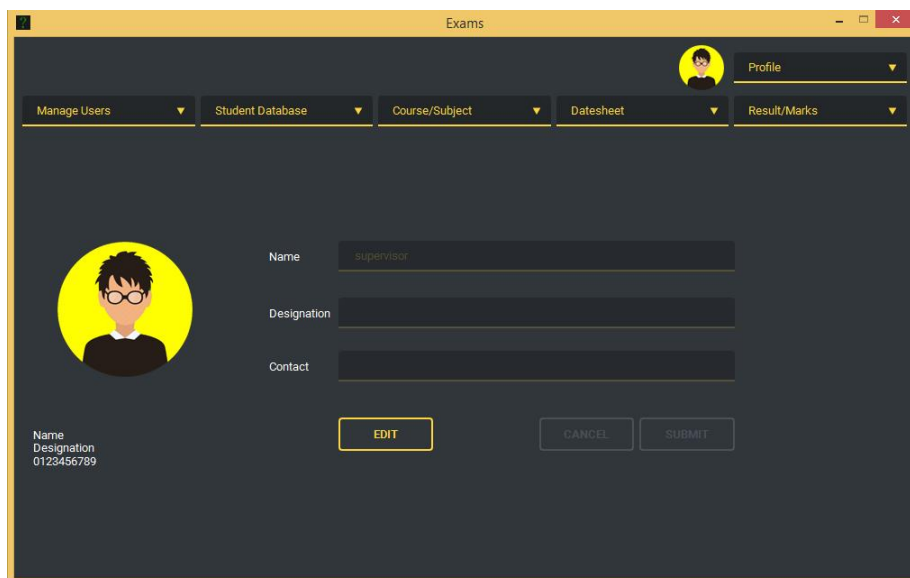 Exams
Profile
Manage Users Student Database Course/Subject Datesheet Result/Marks
Name supervisor
Designation
Contact
EDIT CANCEL SUBMIT
Name
Designation
0123456789